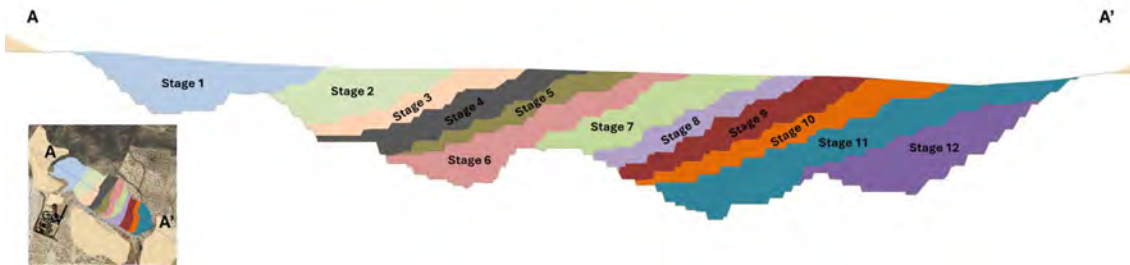 A
A'
Stage 1
Stage 2
Stage 3
Stage 4
Stage 5
Stage 6
Stage 7
Stage 8
Stage 9
Stage 10
Stage 11
Stage 12
A
A'